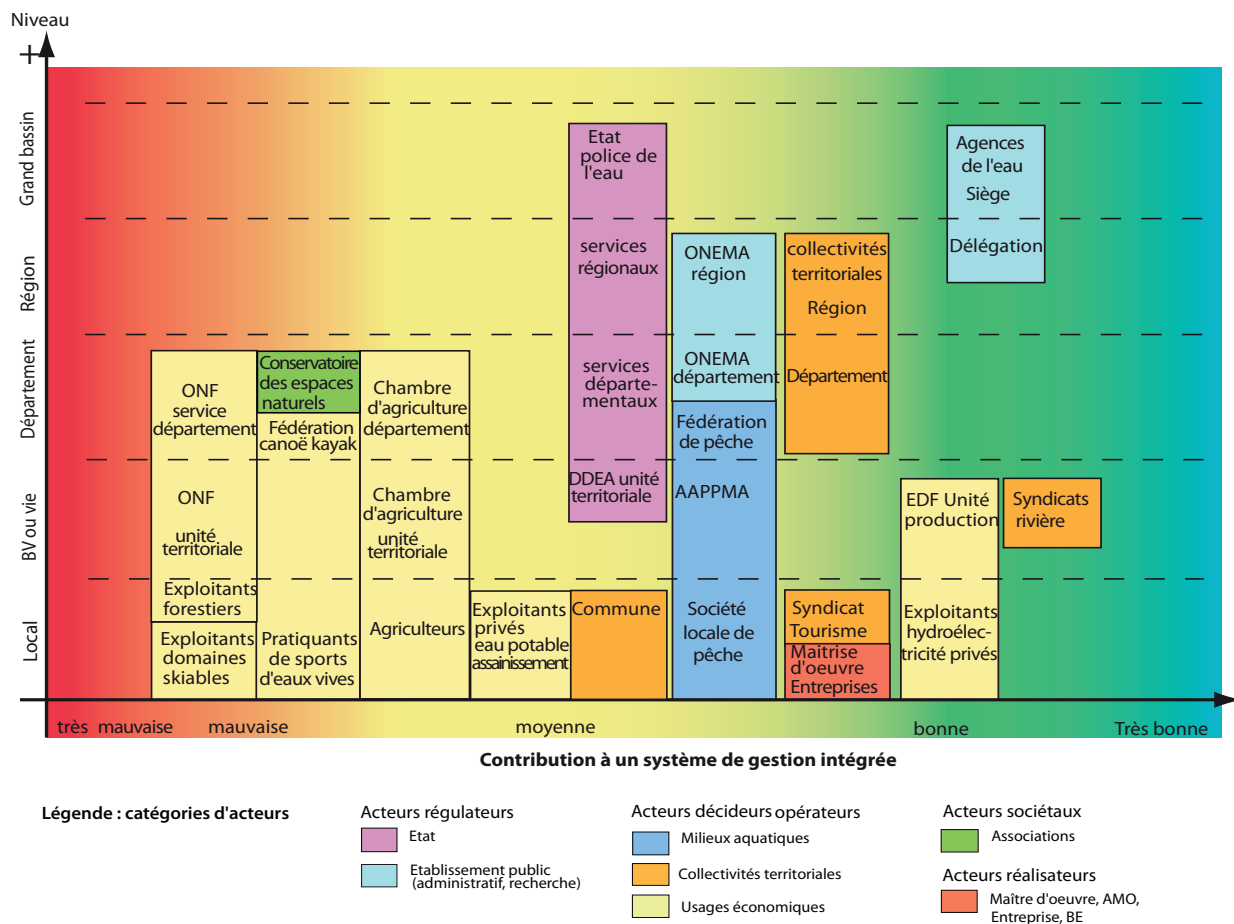 Niveau
+
Grand bassin
Région
Département
BV ou vie
Local
Etat
police de
l'eau
services
régionaux
services
départe-
mentaux
DDEA unité
territoriale
Agences
de l'eau
Siège
Délégation
ONEMA
région
ONEMA
département
Fédération
de pêche
AAPPMA
Société
locale de
pêche
collectivités
territoriales
Région
Département
ONF
service
département
ONF
unité
territoriale
Exploitants
forestiers
Exploitants
domaines
skiables
Conservatoire
des espaces
naturels
Fédération
canoë kayak
Pratiquants
de sports
d'eaux vives
Chambre
d'agriculture
département
Chambre
d'agriculture
unité
territoriale
Agriculteurs
Exploitants
privés
eau potable
assainissement
Commune
Syndicat
Tourisme
Maitrise
d'oeuvre
Entreprises
EDF Unité
production
Exploitants
hydroélec-
tricité privés
Syndicats
rivière
très mauvaise
mauvaise
moyenne
bonne
Très bonne
Contribution à un système de gestion intégrée
Légende : catégories d'acteurs
Acteurs régulateurs
Etat
Etablissement public
(administratif, recherche)
Acteurs décideurs opérateurs
Milieux aquatiques
Collectivités territoriales
Usages économiques
Acteurs sociétaux
Associations
Acteurs réalisateurs
Maître d'oeuvre, AMO,
Entreprise, BE